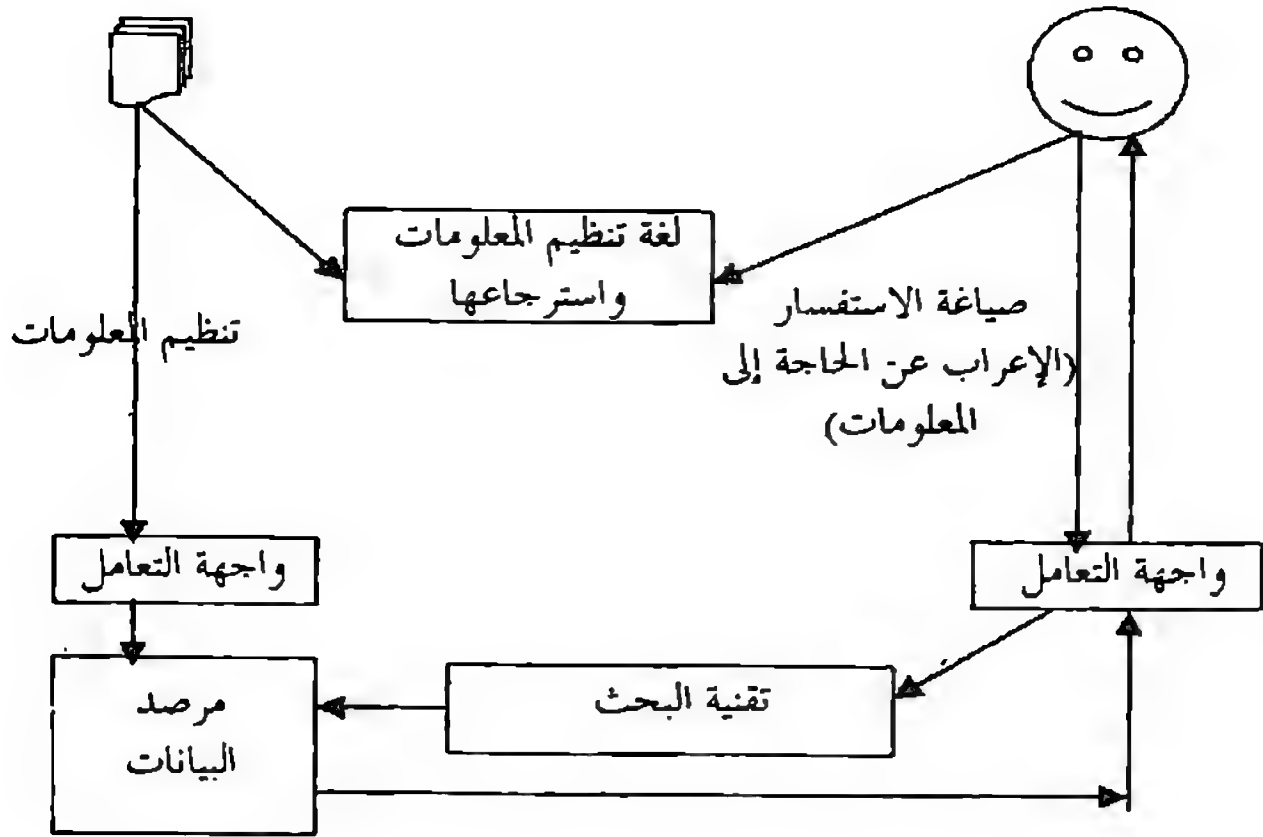 لغة تنظيم المعلومات
واسترجاعها
صياغة الاستفسار
(الإعراب عن الحاجة إلى
المعلومات)
تنظيم المعلومات
واجهة التعامل
واجهة التعامل
تقنية البحث
مرصد
البيانات